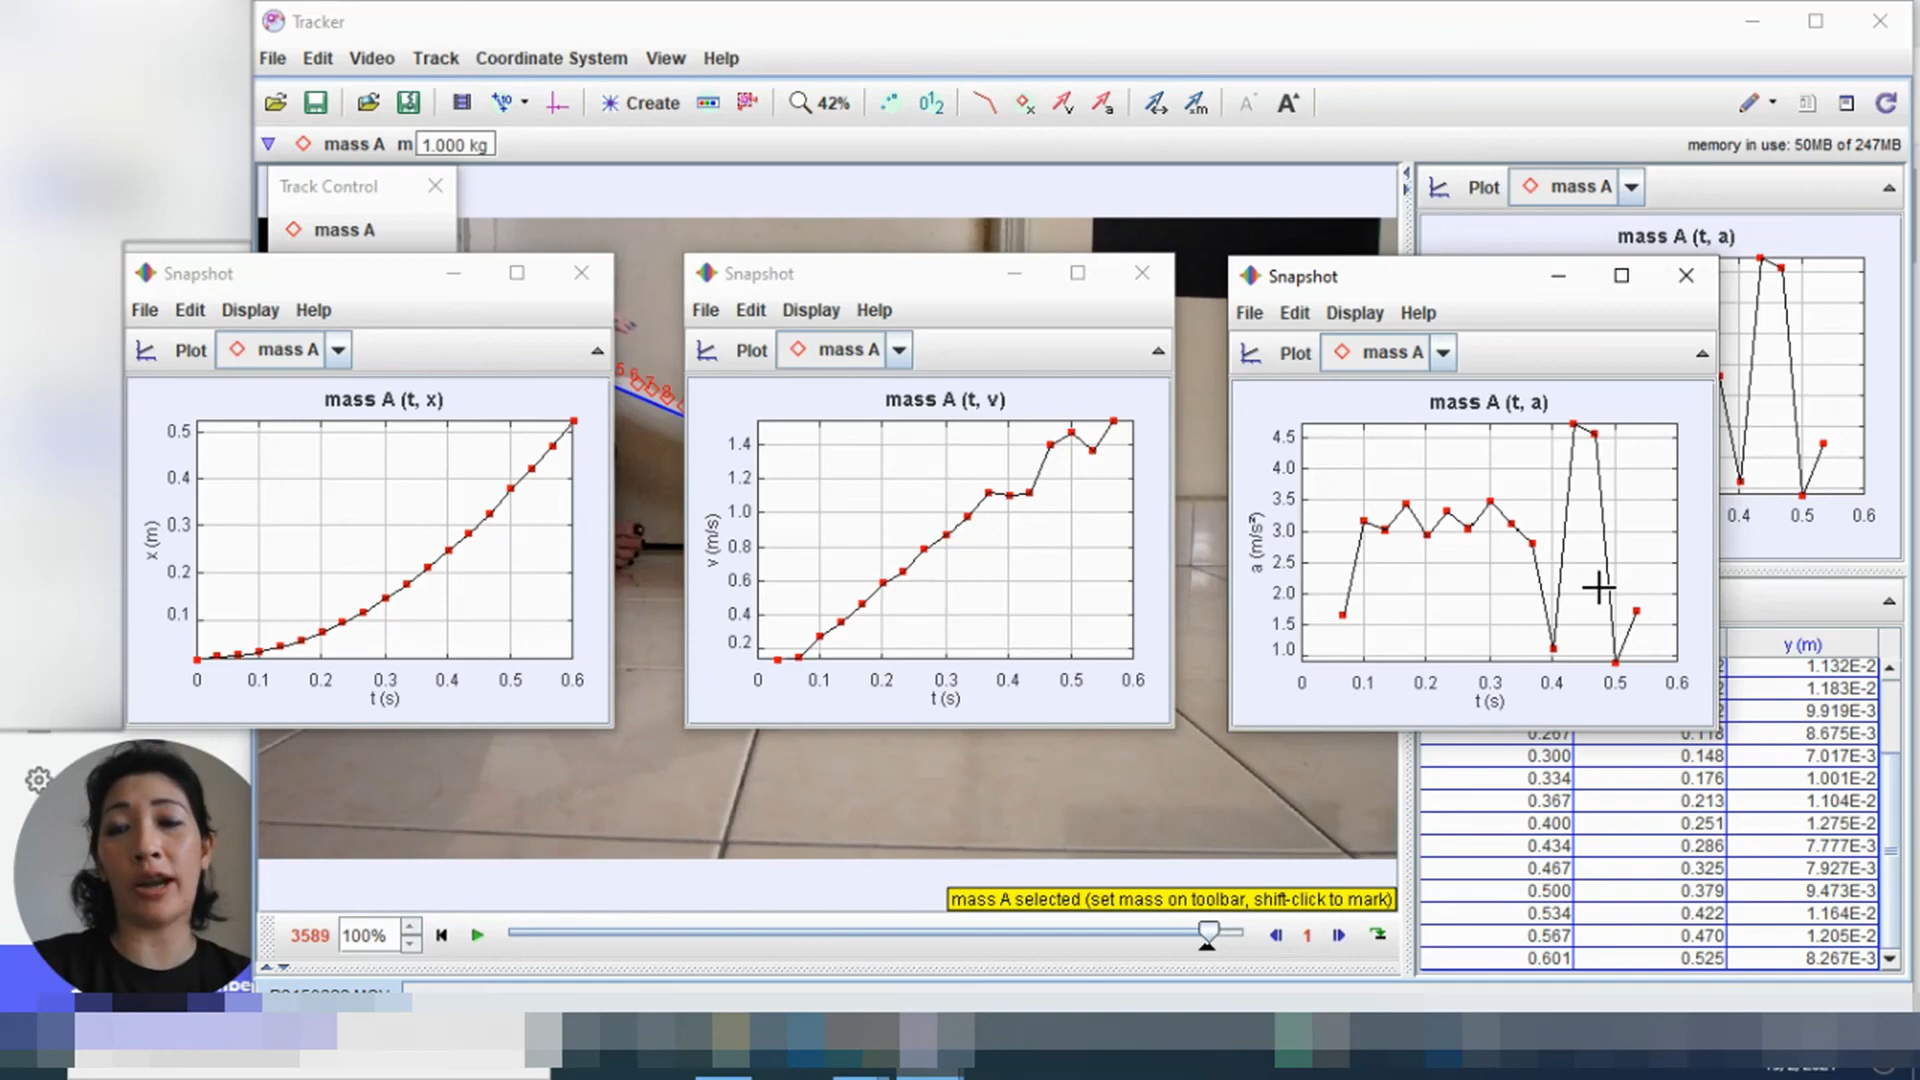 Tracker
File Edit Video Track Coordinate System View Help
Create 42%
mass A m 1.000 kg
memory in use: 50MB of 247MB
Track Control
mass A
Plot mass A
mass A (t, a)
0.4 0.5 0.6
Snapshot
File Edit Display Help
Plot mass A
mass A (t, x)
0.5
0.4
0.3
0.2
0.1
x (m)
0 0.1 0.2 0.3 0.4 0.5 0.6
t (s)
5 6 7 8
Snapshot
File Edit Display Help
Plot mass A
mass A (t, v)
1.4
1.2
1.0
0.8
0.6
0.4
0.2
v (m/s)
0 0.1 0.2 0.3 0.4 0.5 0.6
t (s)
Snapshot
File Edit Display Help
Plot mass A
mass A (t, a)
4.5
4.0
3.5
3.0
2.5
2.0
1.5
1.0
a (m/s²)
0 0.1 0.2 0.3 0.4 0.5 0.6
t (s)
y (m)
1.132E-2
1.183E-2
9.919E-3
0.267 0.118 8.675E-3
0.300 0.148 7.017E-3
0.334 0.176 1.001E-2
0.367 0.213 1.104E-2
0.400 0.251 1.275E-2
0.434 0.286 7.777E-3
0.467 0.325 7.927E-3
0.500 0.379 9.473E-3
0.534 0.422 1.164E-2
0.567 0.470 1.205E-2
0.601 0.525 8.267E-3
mass A selected (set mass on toolbar, shift-click to mark)
3589 100% 1